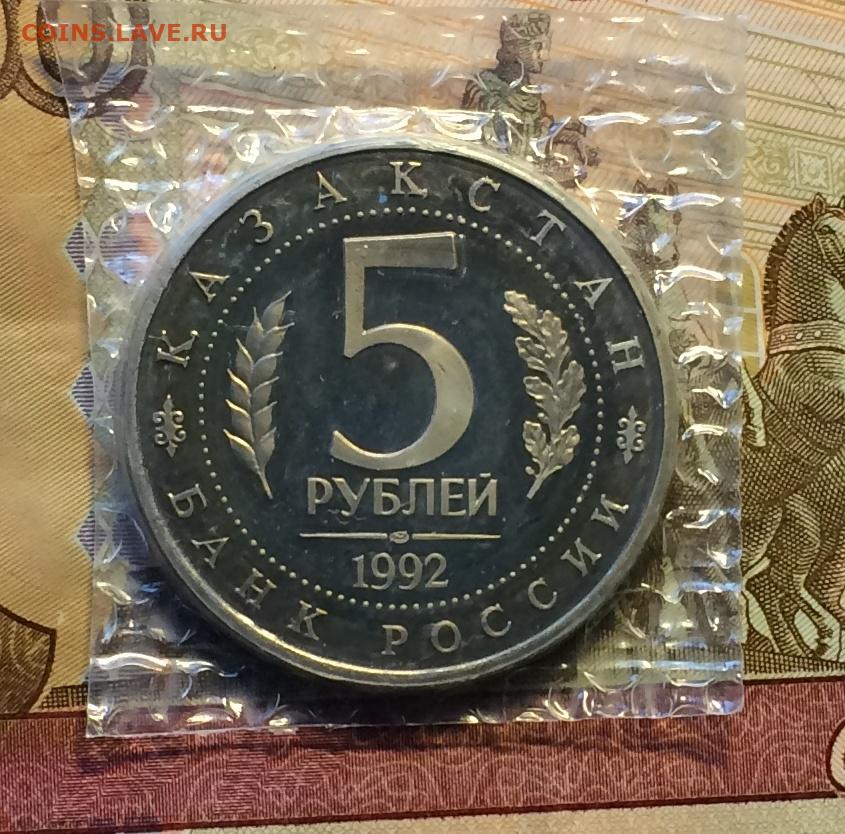 COINS.LAVE.RU
КАЗАКСТАН
5
РУБЛЕЙ
1992
БАНК РОССИИ